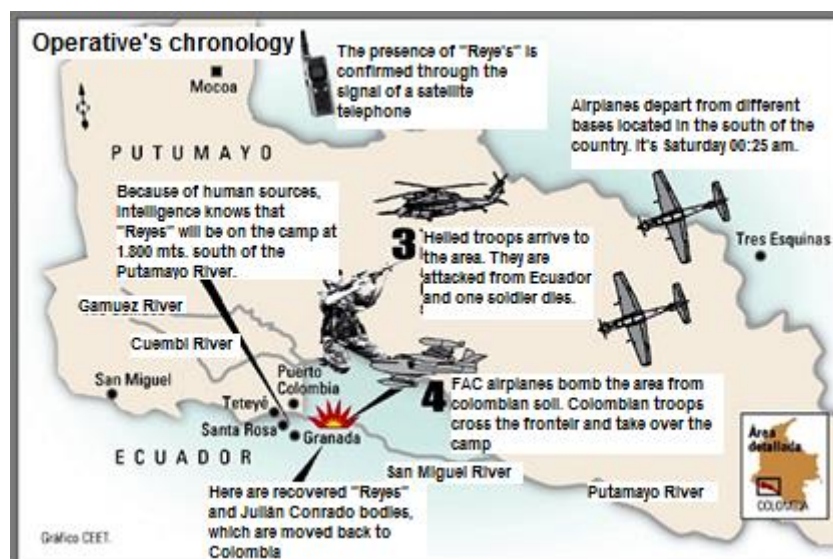 Operative's chronology
The presence of "Reye's" is
confirmed through the
signal of a satellite
telephone
Mocoa
Airplanes depart from different
bases located in the south of the
country. It's Saturday 00:25 am.
PUTUMAYO
Because of human sources,
intelligence knows that
"Reyes" will be on the camp at
1.800 mts. south of the
Putamayo River.
3
Helied troops arrive to
the area. They are
attacked from Ecuador
and one soldier dies.
Tres Esquinas
Gamuez River
Cuembi River
San Miguel
Puerto
Colombia
Teteyé
Santa Rosa
Granada
4
FAC airplanes bomb the area from
colombian soil. Colombian troops
cross the fronteir and take over the
camp
ECUADOR
San Miguel River
Putamayo River
Área
detallada
COLOMBIA
Here are recovered "Reyes"
and Julián Conrado bodies,
which are moved back to
Colombia
Gráfico CEET.